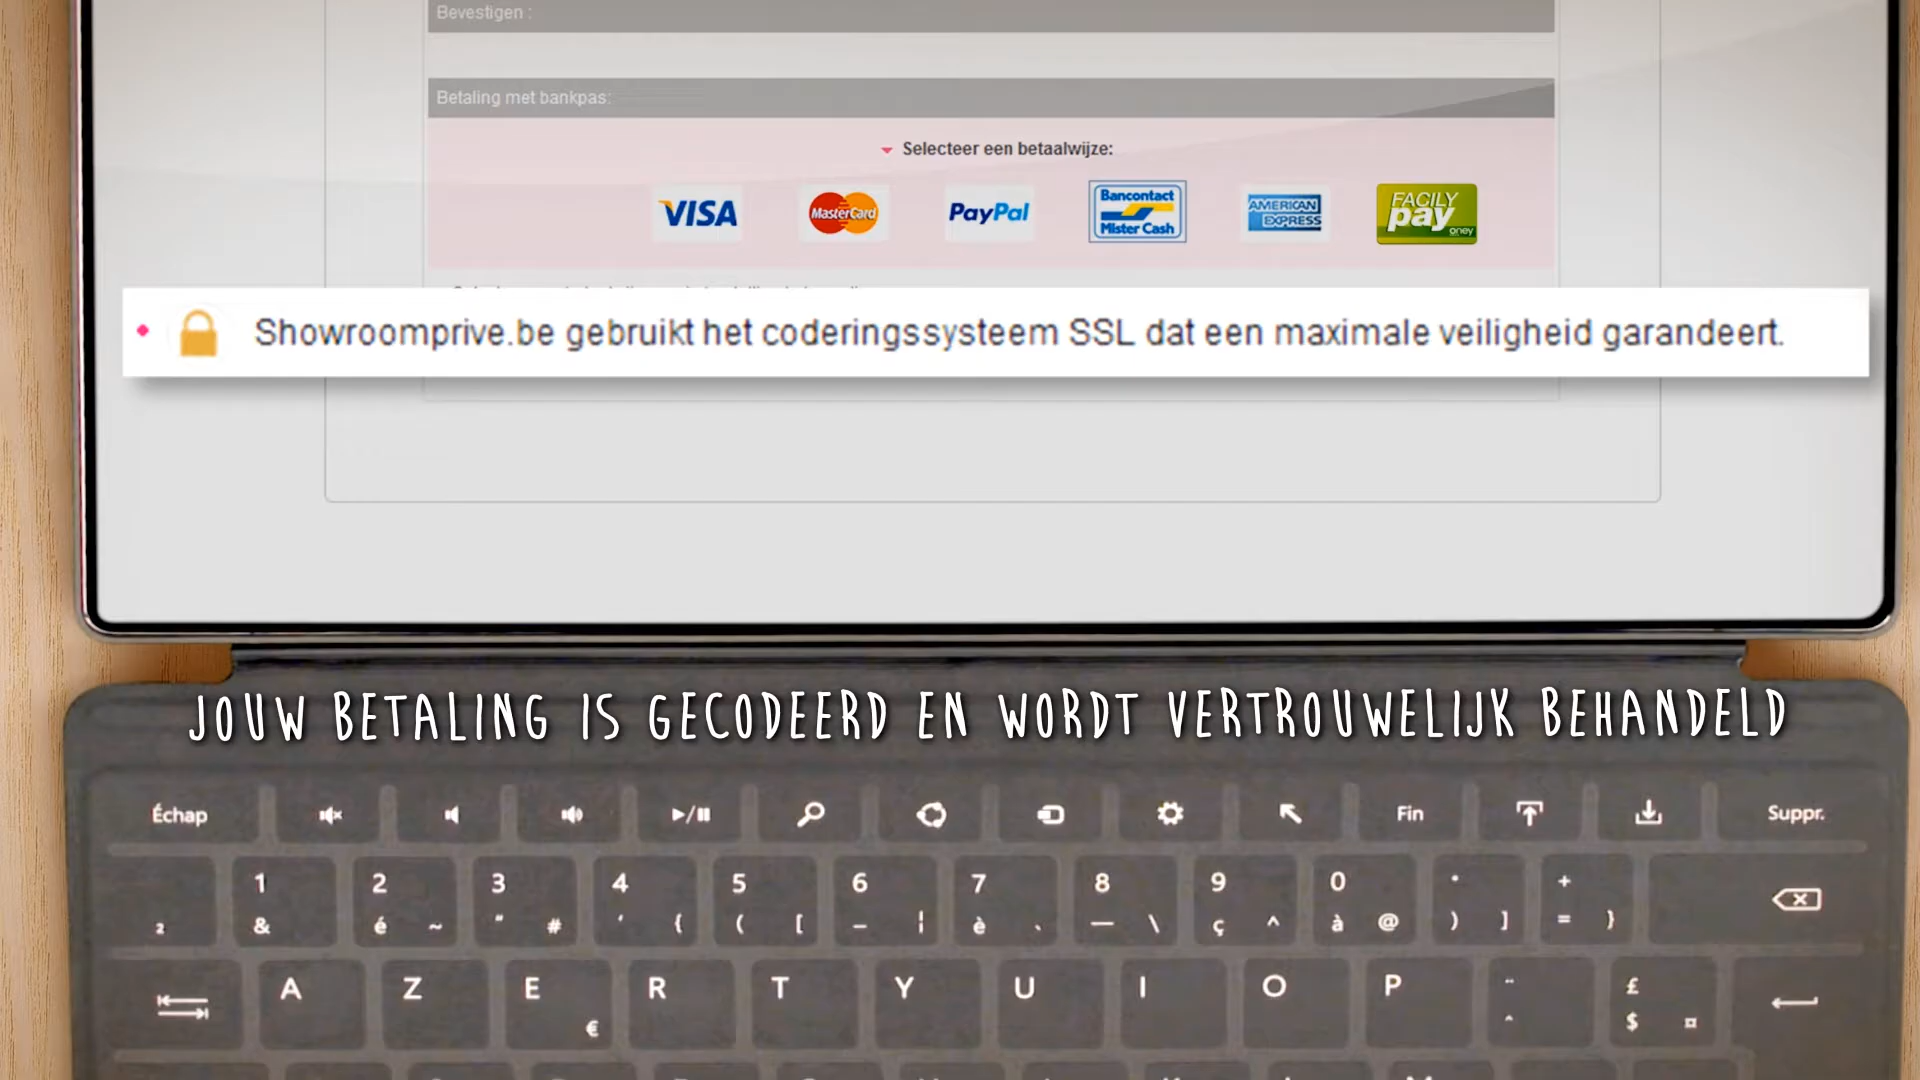 Bevestigen :
Betaling met bankpas:
Selecteer een betaalwijze:
VISA
MasterCard
PayPal
Bancontact
Mister Cash
AMERICAN
EXPRESS
FACILY
pay
oney
Showroomprive.be gebruikt het coderingssysteem SSL dat een maximale veiligheid garandeert.
JOUW BETALING IS GECODEERD EN WORDT VERTROUWELIJK BEHANDELD
Échap Fin Suppr.
1 2 3 4 5 6 7 8 9 0 ° +
² & é ~ " # ' { ( [ – ¦ è ` — \ ç ^ à @ ) ] = }
A Z E R T Y U I O P ¨ £
€ ^ $ ¤